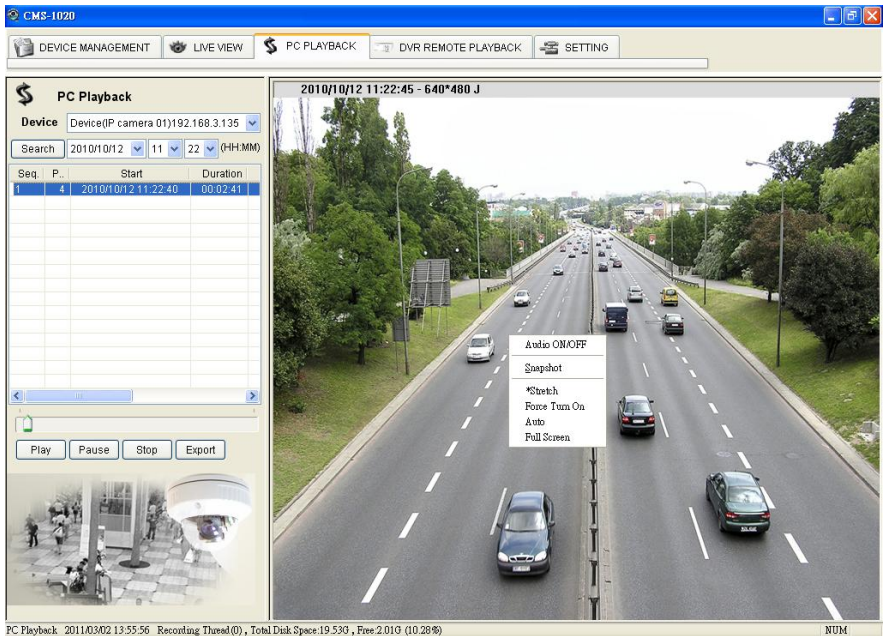 CMS-1020
DEVICE MANAGEMENT LIVE VIEW PC PLAYBACK DVR REMOTE PLAYBACK SETTING
PC Playback
Device Device(IP camera 01)192.168.3.135
Search 2010/10/12 11 22 (HH:MM)
Seq. P.. Start Duration
1 4 2010/10/12 11:22:40 00:02:41
Play Pause Stop Export
2010/10/12 11:22:45 - 640*480 J
Audio ON/OFF
Snapshot
*Stretch
Force Turn On
Auto
Full Screen
PC Playback 2011/03/02 13:55:56 Recording Thread(0) , Total Disk Space:19.53G , Free:2.01G (10.28%) NUM